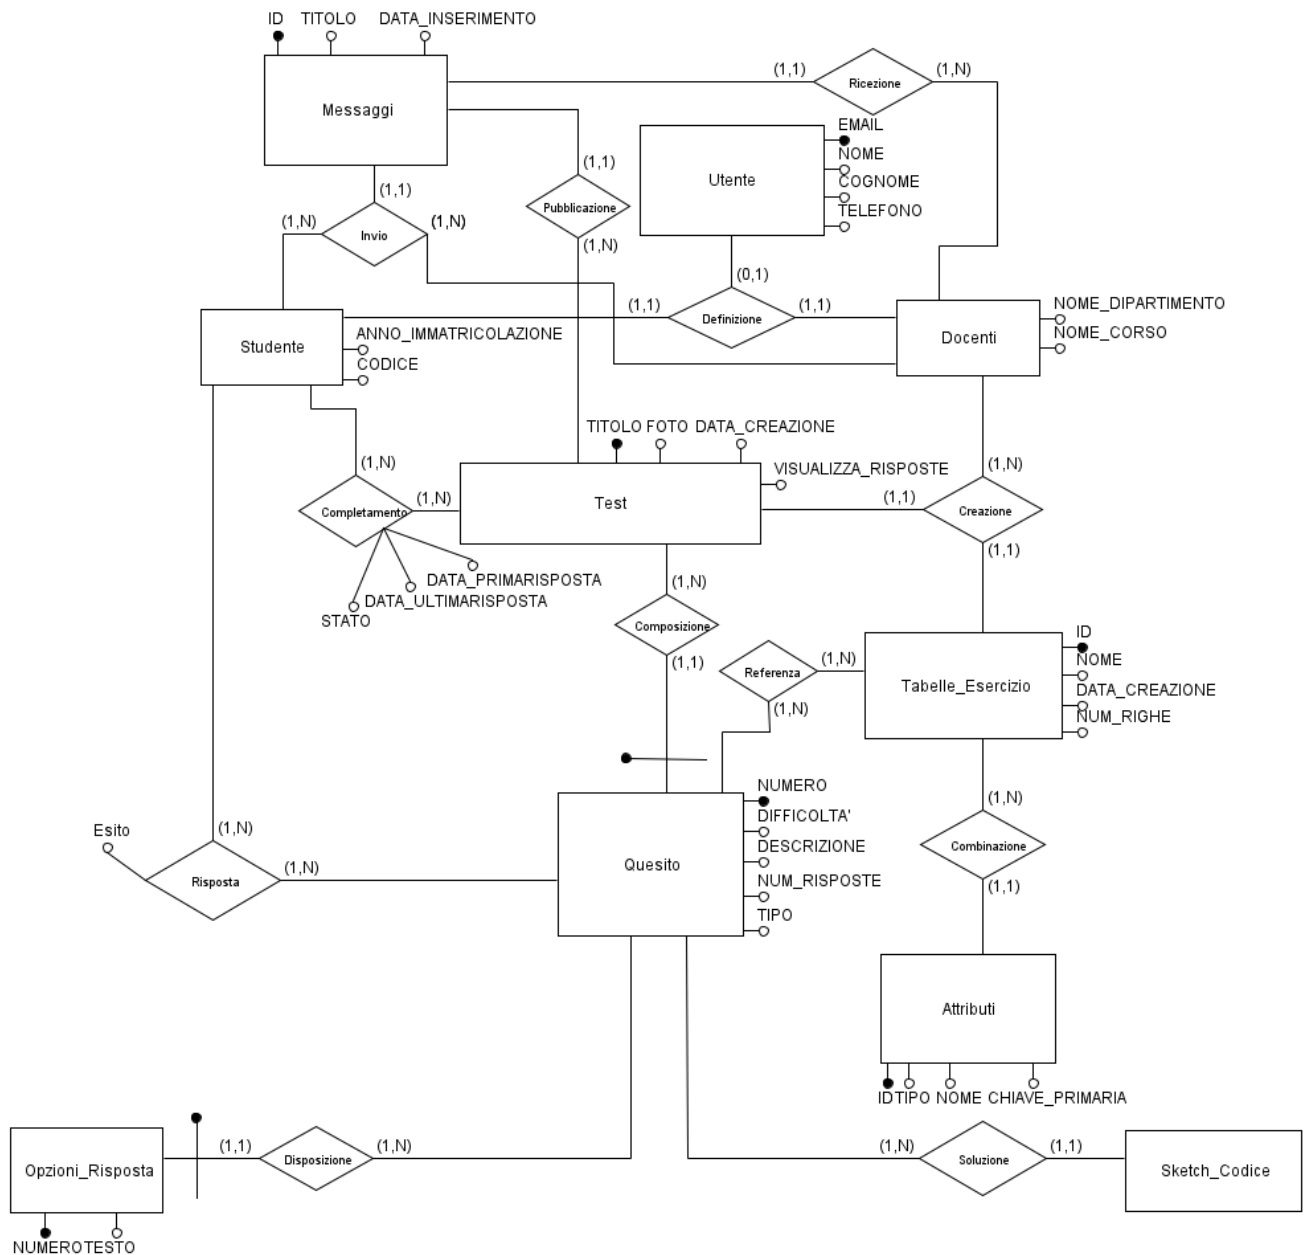 ID TITOLO DATA_INSERIMENTO
Messaggi
(1,1) Ricezione (1,N)
EMAIL
NOME
COGNOME
TELEFONO
Utente
(1,1)
Pubblicazione
(1,N)
(1,1)
(1,N) Invio (1,N)
(0,1)
(1,1) Definizione (1,1)
Studente
ANNO_IMMATRICOLAZIONE
CODICE
Docenti
NOME_DIPARTIMENTO
NOME_CORSO
TITOLO FOTO DATA_CREAZIONE
VISUALIZZA_RISPOSTE
Test
(1,N)
Completamento (1,N)
DATA_PRIMARISPOSTA
DATA_ULTIMARISPOSTA
STATO
(1,N)
(1,1) Creazione
(1,1)
(1,N)
Composizione
(1,1)
Referenza (1,N)
(1,N)
Tabelle_Esercizio
ID
NOME
DATA_CREAZIONE
NUM_RIGHE
Quesito
NUMERO
DIFFICOLTA'
DESCRIZIONE
NUM_RISPOSTE
TIPO
(1,N)
Combinazione
(1,1)
Esito
(1,N)
Risposta (1,N)
Attributi
IDTIPO NOME CHIAVE_PRIMARIA
Opzioni_Risposta
(1,1) Disposizione (1,N)
NUMEROTESTO
(1,N) Soluzione (1,1)
Sketch_Codice